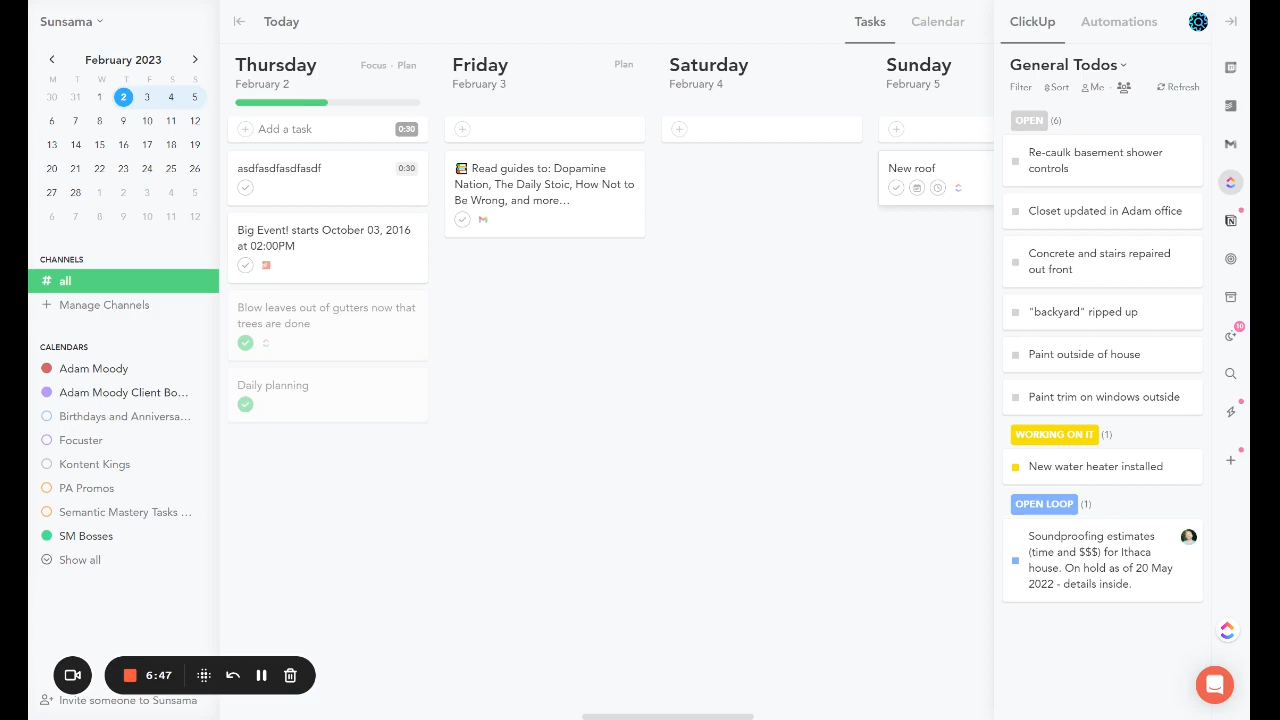 Sunsama
Today
Tasks
Calendar
ClickUp
Automations
February 2023
M T W T F S S
30 31 1 2 3 4 5
6 7 8 9 10 11 12
13 14 15 16 17 18 19
20 21 22 23 24 25 26
27 28 1 2 3 4 5
6 7 8 9 10 11 12
CHANNELS
# all
Manage Channels
CALENDARS
Adam Moody
Adam Moody Client Bo...
Birthdays and Anniversa...
Focuster
Kontent Kings
PA Promos
Semantic Mastery Tasks ...
SM Bosses
Show all
6:47
Invite someone to Sunsama
Thursday
Focus · Plan
February 2
Add a task
0:30
asdfasdfasdfasdf
0:30
Big Event! starts October 03, 2016
at 02:00PM
Blow leaves out of gutters now that
trees are done
Daily planning
Friday
Plan
February 3
Read guides to: Dopamine
Nation, The Daily Stoic, How Not to
Be Wrong, and more…
Saturday
February 4
Sunday
February 5
New roof
General Todos
Filter
Sort
Me
Refresh
OPEN (6)
Re-caulk basement shower
controls
Closet updated in Adam office
Concrete and stairs repaired
out front
"backyard" ripped up
Paint outside of house
Paint trim on windows outside
WORKING ON IT (1)
New water heater installed
OPEN LOOP (1)
Soundproofing estimates
(time and $$$) for Ithaca
house. On hold as of 20 May
2022 - details inside.
10